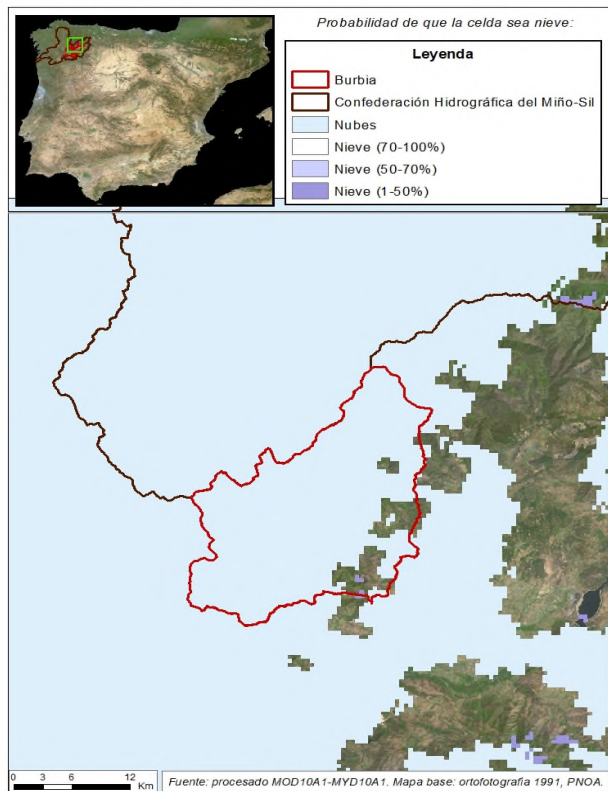 Probabilidad de que la celda sea nieve:
Leyenda
Burbia
Confederación Hidrográfica del Miño-Sil
Nubes
Nieve (70-100%)
Nieve (50-70%)
Nieve (1-50%)
0 3 6 12
Km
Fuente: procesado MOD10A1-MYD10A1. Mapa base: ortofotografia 1991, PNOA.